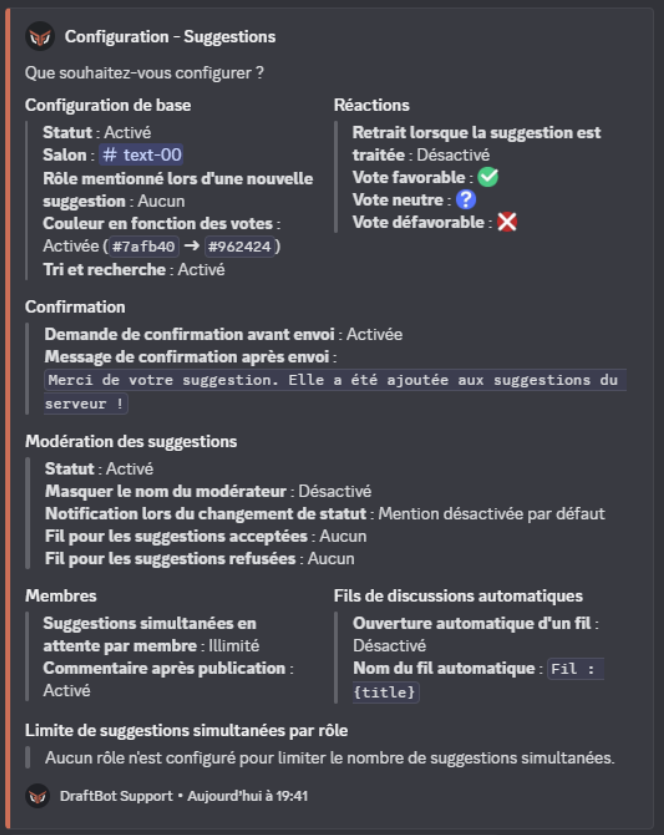 Configuration - Suggestions
Que souhaitez-vous configurer ?
Configuration de base
Statut : Activé
Salon : # text-00
Rôle mentionné lors d'une nouvelle
suggestion : Aucun
Couleur en fonction des votes :
Activée ( #7afb40 → #962424 )
Tri et recherche : Activé
Réactions
Retrait lorsque la suggestion est
traitée : Désactivé
Vote favorable : ✅
Vote neutre : ?
Vote défavorable : ❌
Confirmation
Demande de confirmation avant envoi : Activée
Message de confirmation après envoi :
Merci de votre suggestion. Elle a été ajoutée aux suggestions du
serveur !
Modération des suggestions
Statut : Activé
Masquer le nom du modérateur : Désactivé
Notification lors du changement de statut : Mention désactivée par défaut
Fil pour les suggestions acceptées : Aucun
Fil pour les suggestions refusées : Aucun
Membres
Suggestions simultanées en
attente par membre : Illimité
Commentaire après publication :
Activé
Fils de discussions automatiques
Ouverture automatique d'un fil :
Désactivé
Nom du fil automatique : Fil :
{title}
Limite de suggestions simultanées par rôle
Aucun rôle n'est configuré pour limiter le nombre de suggestions simultanées.
DraftBot Support • Aujourd'hui à 19:41